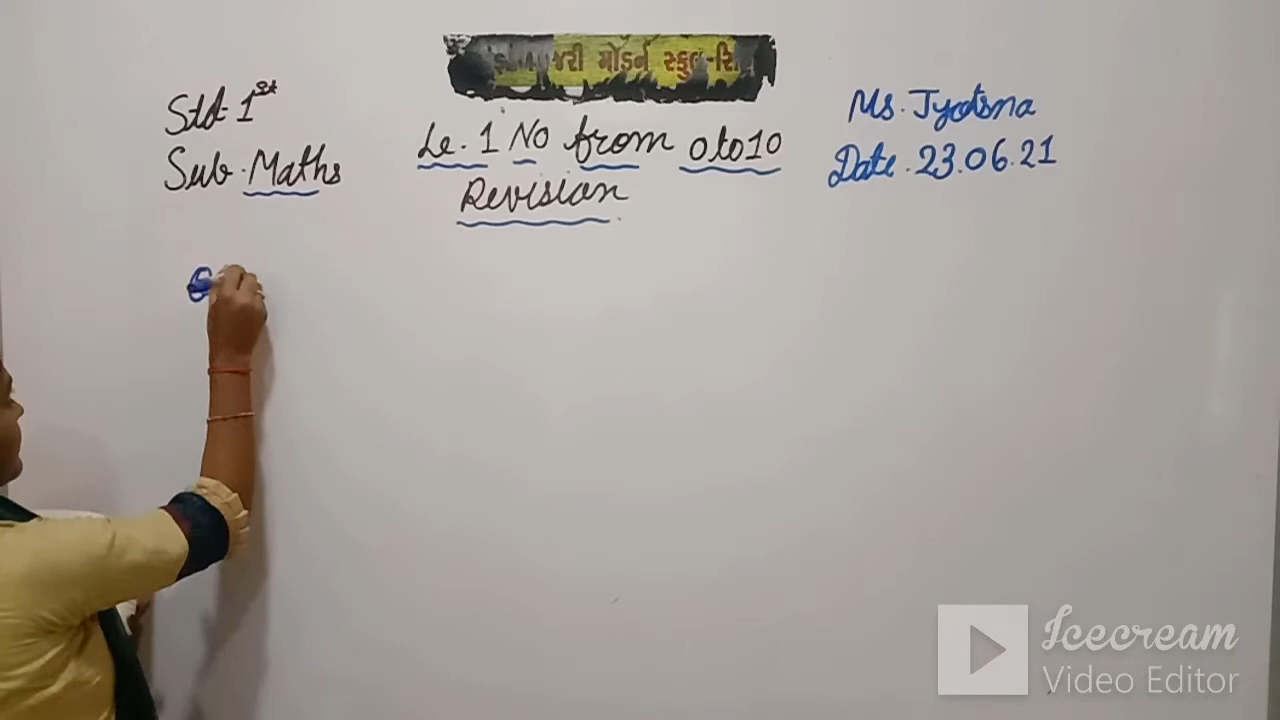 મોડર્ન સ્કુલ
Std-1st
Sub-Maths
Le. 1 No from 0 to 10
Revision
Ms. Jyotsna
Date. 23.06.21
Icecream
Video Editor